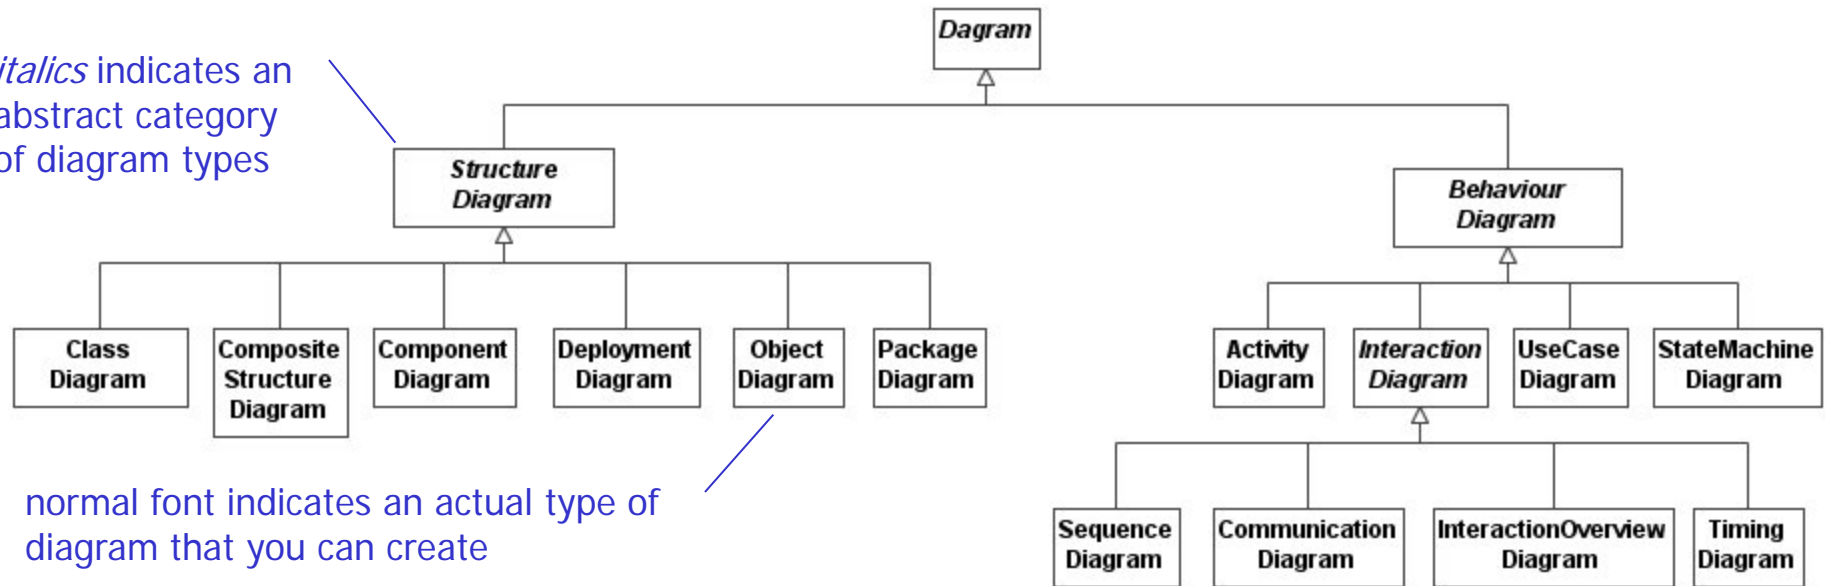 Dagram
italics indicates an
abstract category
of diagram types
Structure
Diagram
Behaviour
Diagram
Class
Diagram
Composite
Structure
Diagram
Component
Diagram
Deployment
Diagram
Object
Diagram
Package
Diagram
Activity
Diagram
Interaction
Diagram
UseCase
Diagram
StateMachine
Diagram
normal font indicates an actual type of
diagram that you can create
Sequence
Diagram
Communication
Diagram
InteractionOverview
Diagram
Timing
Diagram